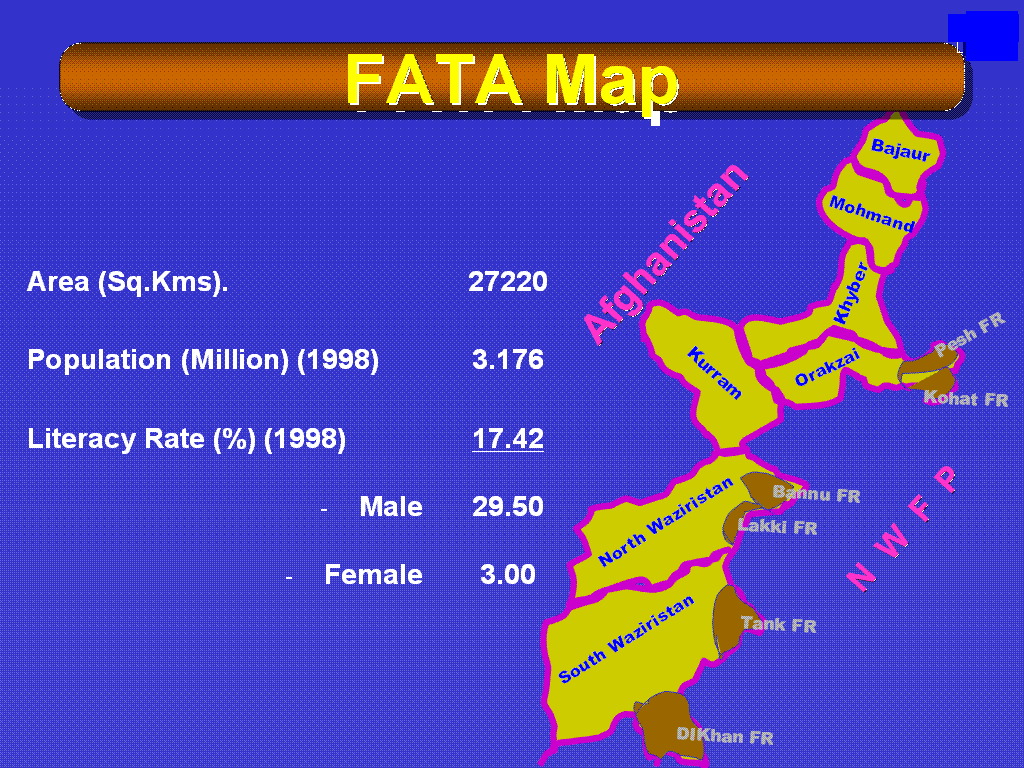 FATA Map
Area (Sq.Kms). 27220
Population (Million) (1998) 3.176
Literacy Rate (%) (1998) 17.42
- Male 29.50
- Female 3.00
Afghanistan
Bajaur
Mohmand
Khyber
Pesh FR
Kurram
Orakzai
Kohat FR
N W F P
North Waziristan
Bannu FR
Lakki FR
South Waziristan
Tank FR
DIKhan FR